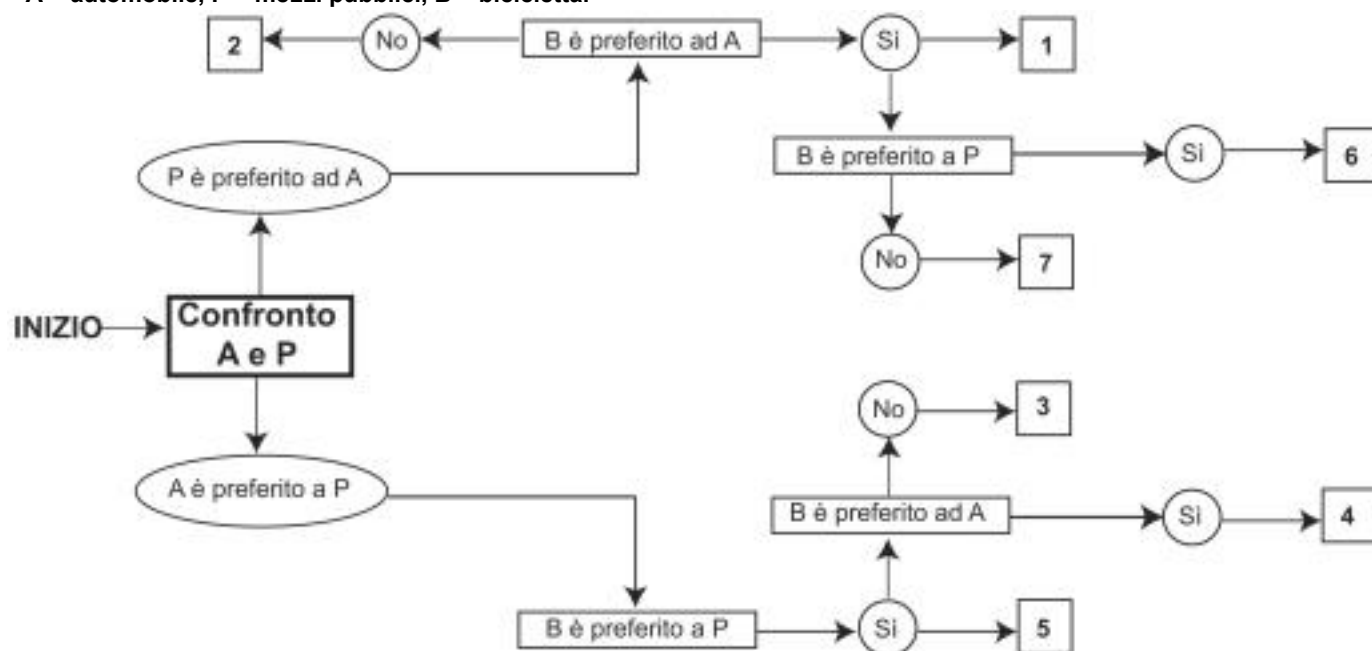 2
No
B è preferito ad A
Si
1
B è preferito a P
Si
6
P è preferito ad A
No
7
INIZIO
Confronto
A e P
No
3
A è preferito a P
B è preferito ad A
Si
4
B è preferito a P
Si
5